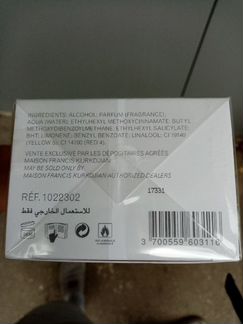 INGREDIENTS: ALCOHOL, PARFUM (FRAGRANCE),
AQUA (WATER), ETHYLHEXYL METHOXYCINNAMATE, BUTYL
METHOXYDIBENZOYLMETHANE, ETHYLHEXYL SALICYLATE,
BHT, LIMONENE, BENZYL BENZOATE, LINALOOL, CI 19140
(YELLOW 5), CI 14700 (RED 4).
VENTE EXCLUSIVE PAR LES DÉPOSITAIRES AGRÉÉS
MAISON FRANCIS KURKDJIAN
MAY BE SOLD ONLY BY
MAISON FRANCIS KURKDJIAN AUTHORIZED DEALERS
17331
RÉF. 1022302
للاستعمال الخارجي فقط
3 700559 603116